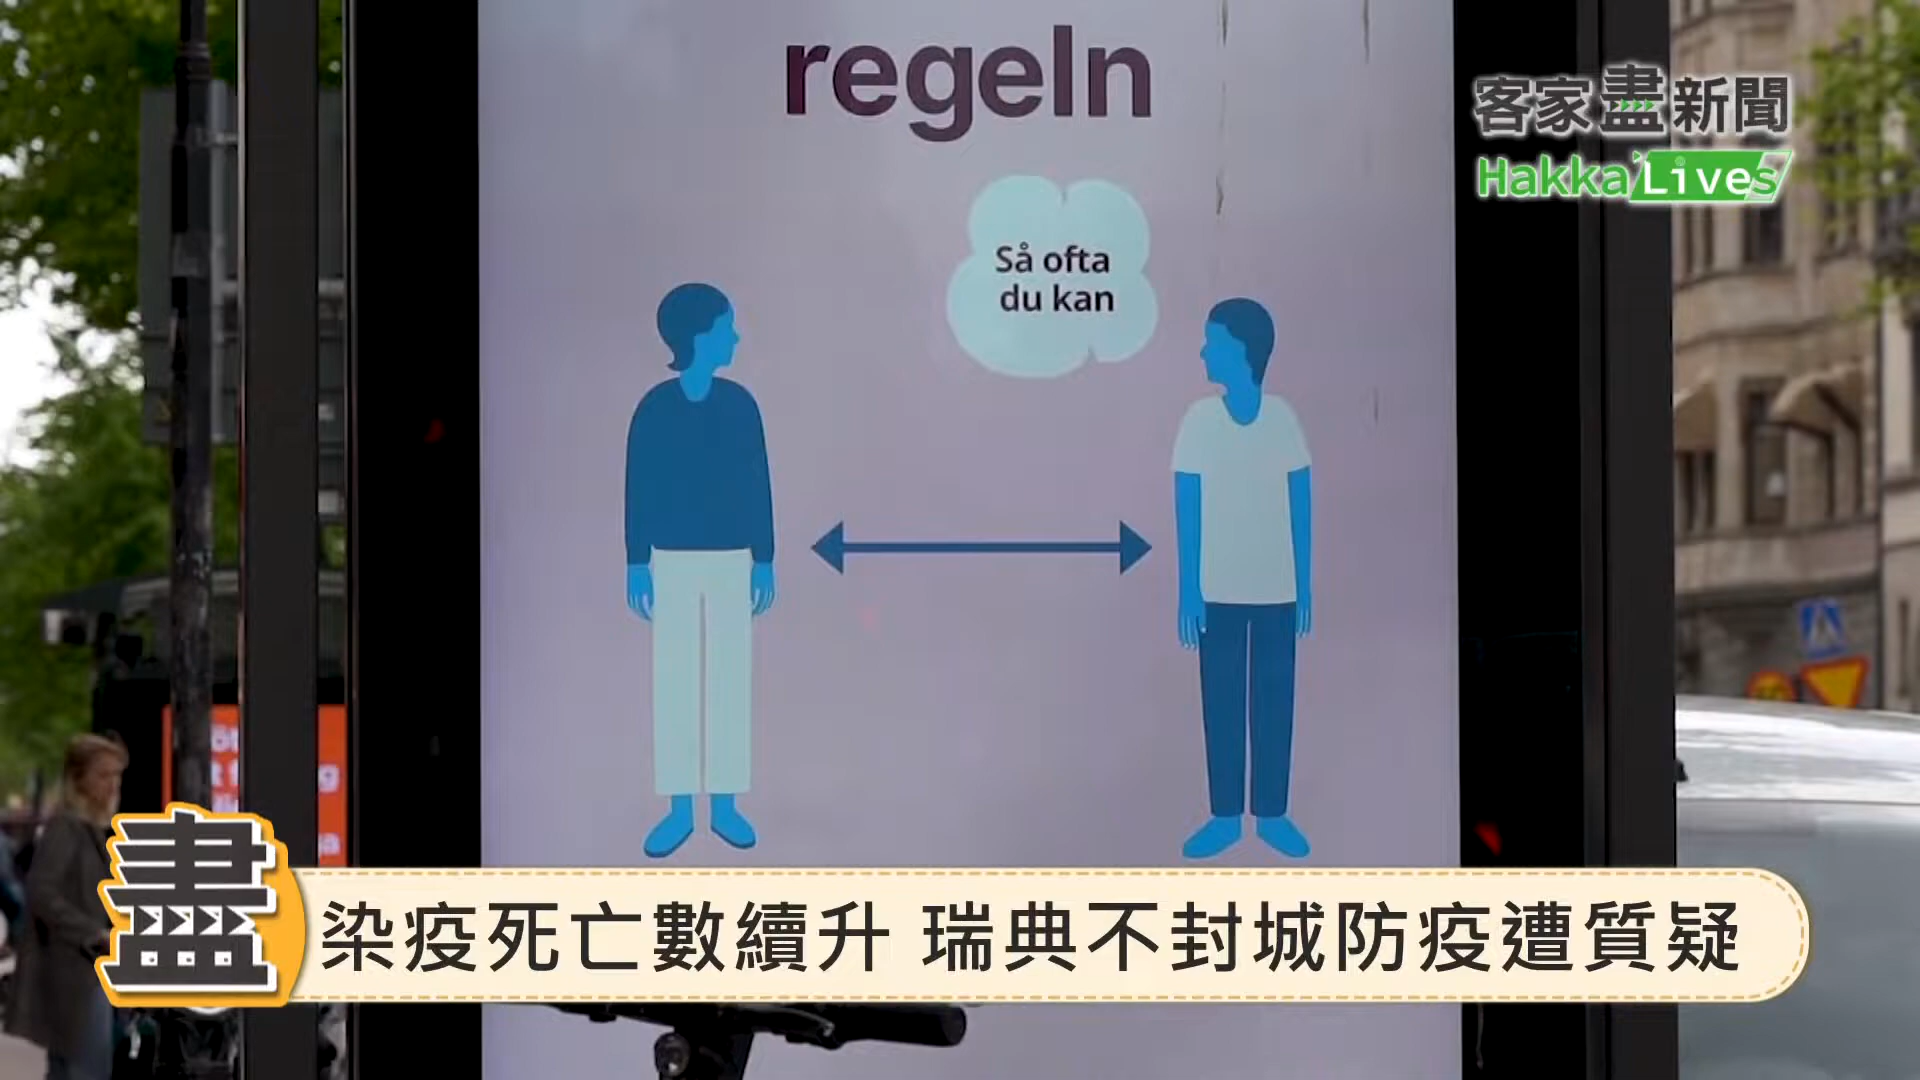 regeln
客家盡新聞
Hakka Lives
Så ofta
du kan
盡
染疫死亡數續升 瑞典不封城防疫遭質疑